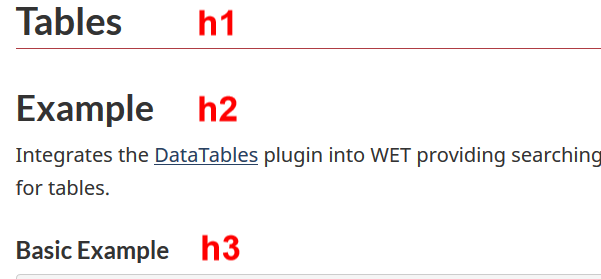 Tables h1
Example h2
Integrates the DataTables plugin into WET providing searching
for tables.
Basic Example h3